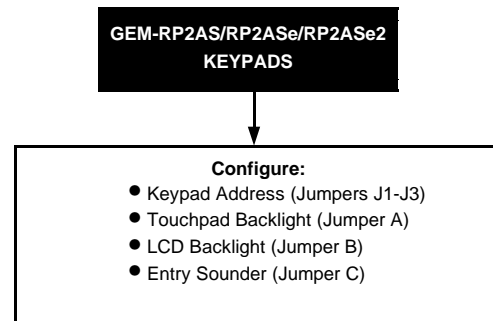 GEM-RP2AS/RP2ASe/RP2ASe2
KEYPADS
Configure:
● Keypad Address (Jumpers J1-J3)
● Touchpad Backlight (Jumper A)
● LCD Backlight (Jumper B)
● Entry Sounder (Jumper C)